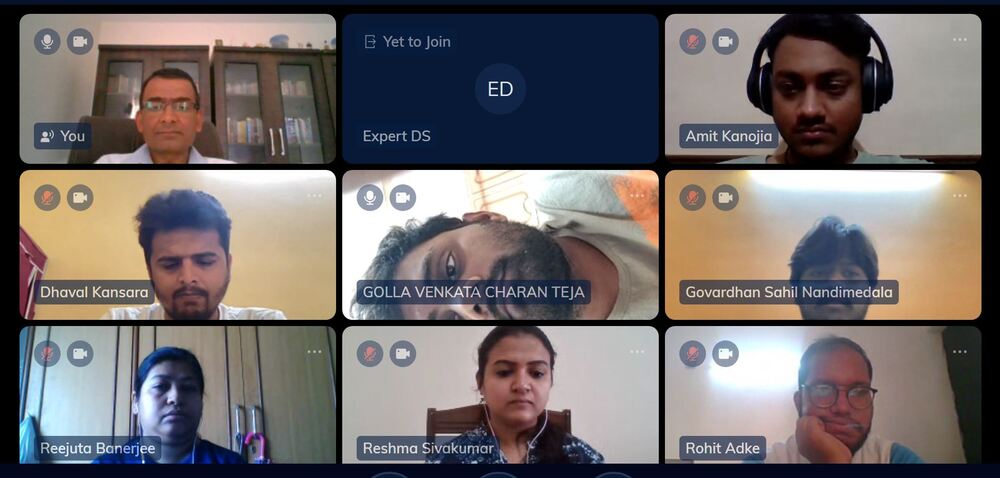 You
Yet to Join
ED
Expert DS
Amit Kanojia
Dhaval Kansara
GOLLA VENKATA CHARAN TEJA
Govardhan Sahil Nandimedala
Reejuta Banerjee
Reshma Sivakumar
Rohit Adke